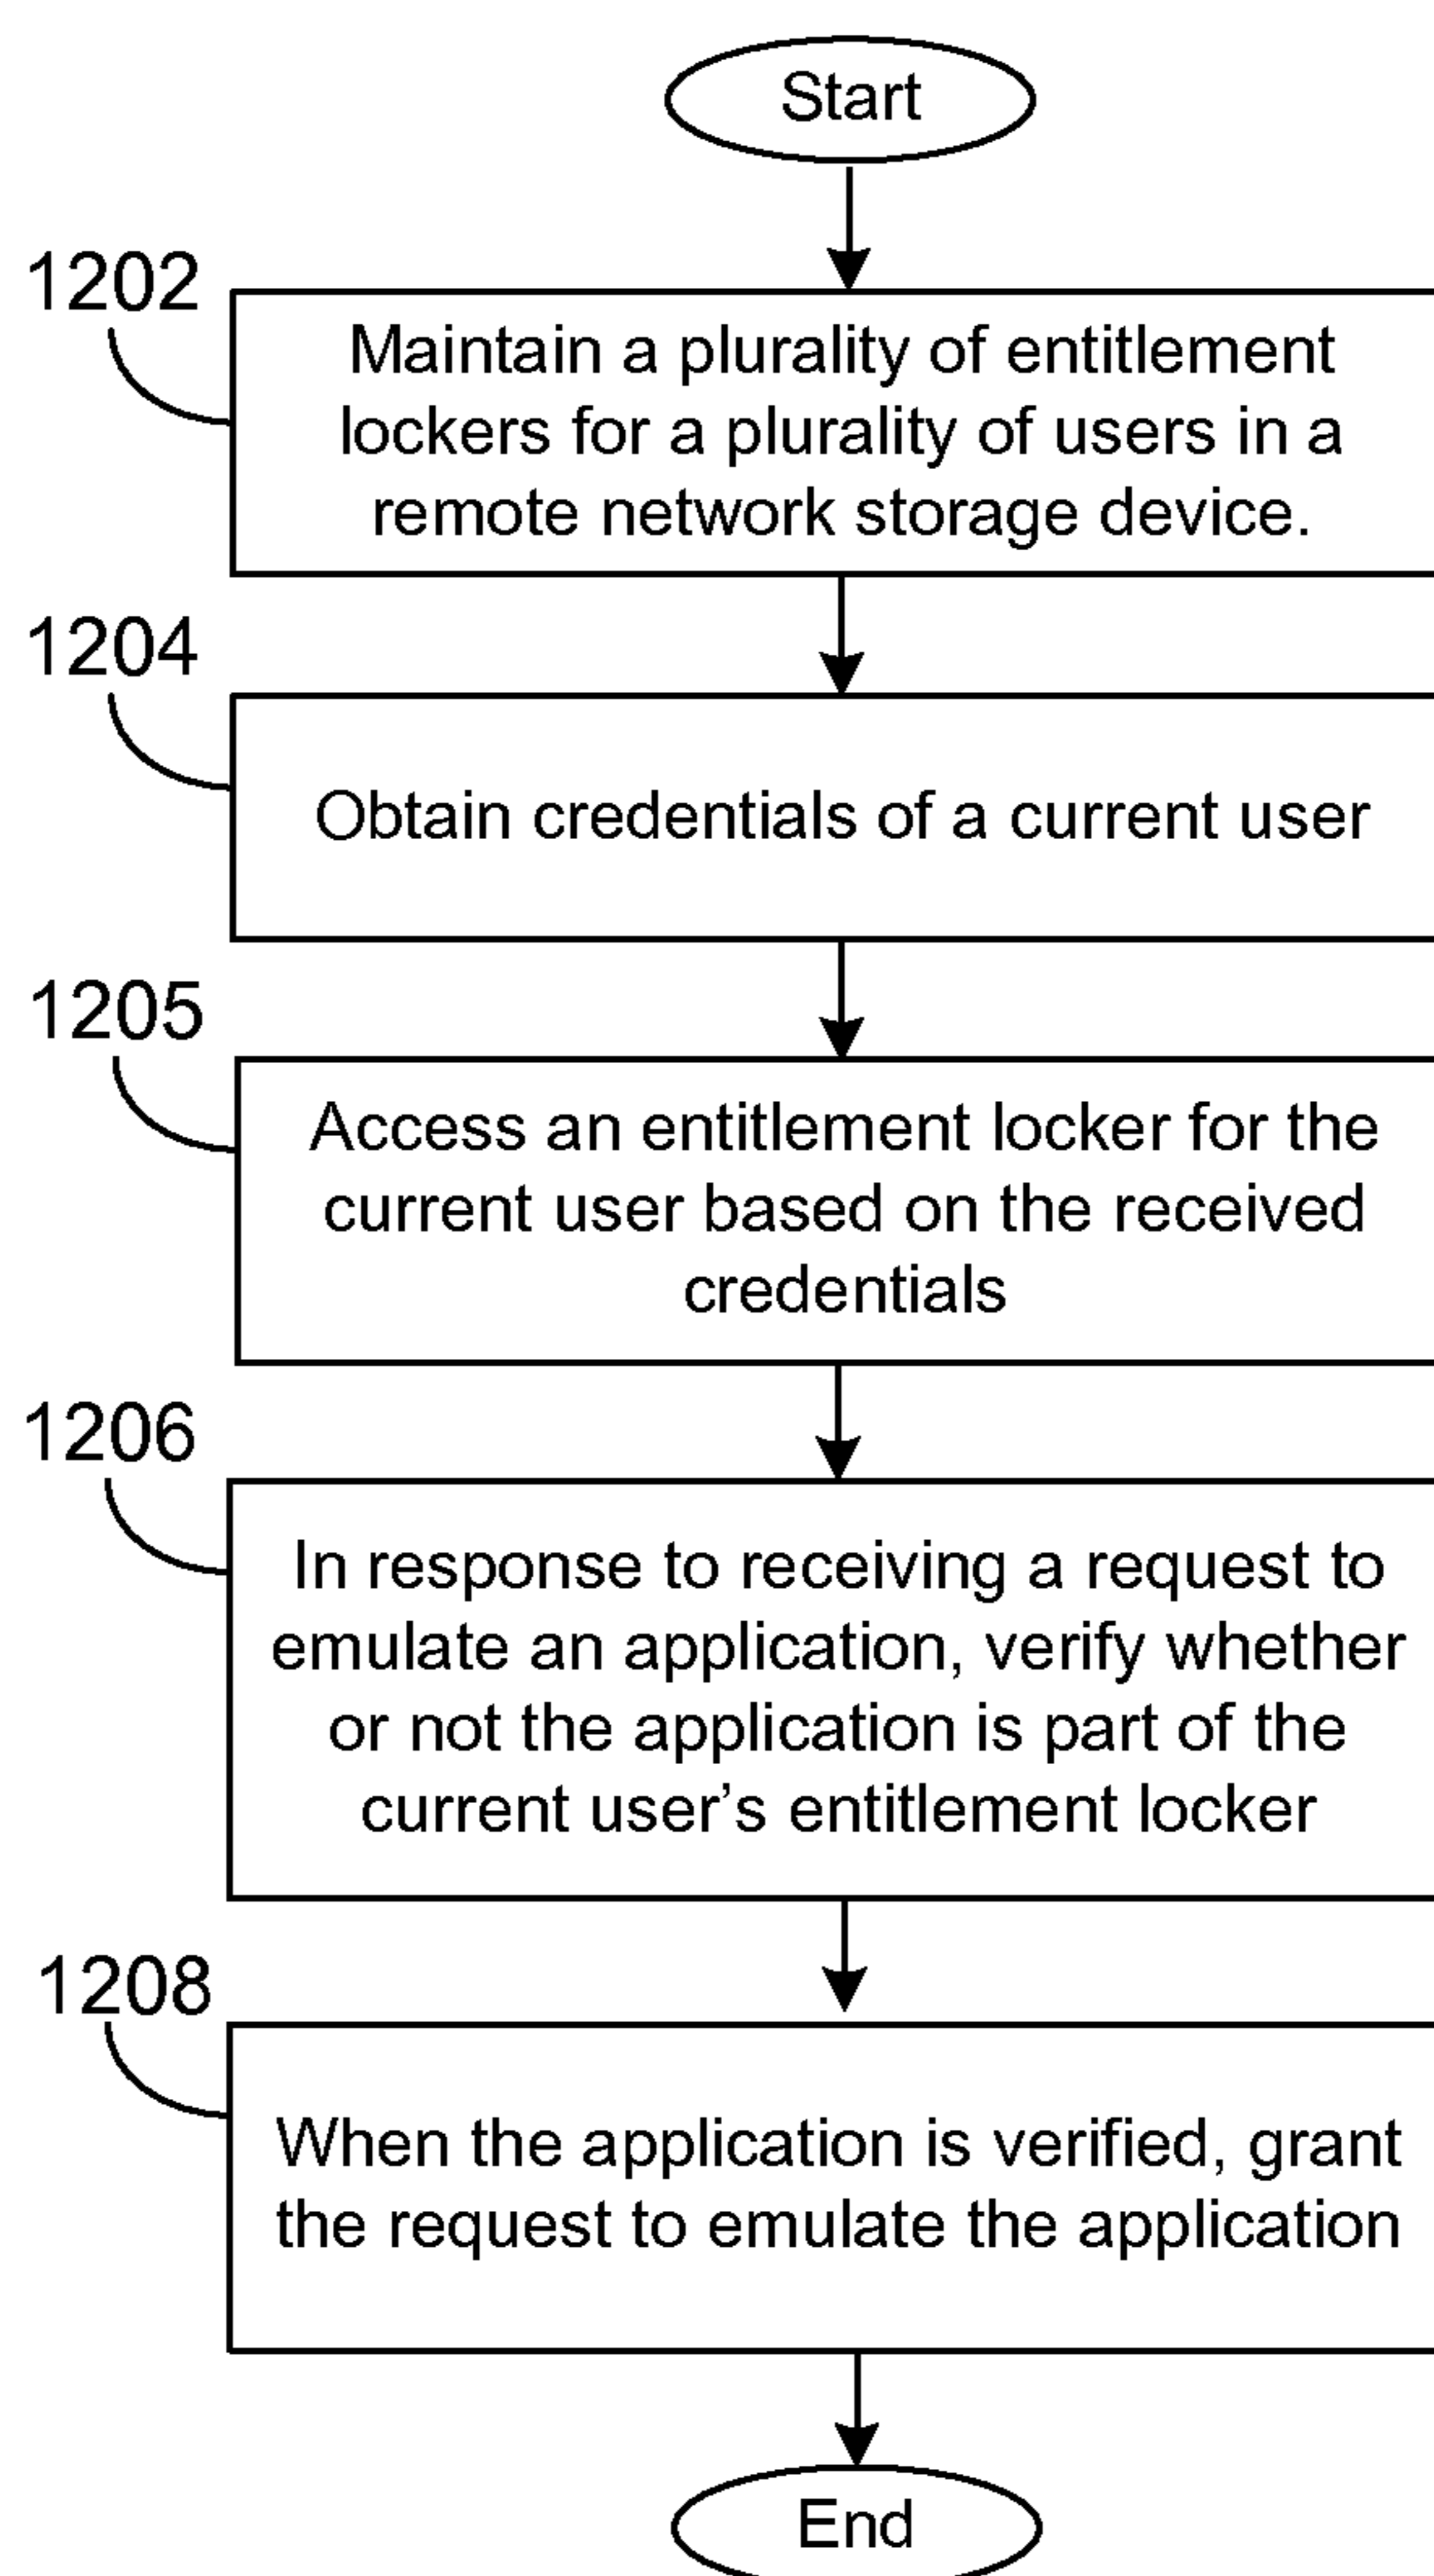 Start
1202
Maintain a plurality of entitlement
lockers for a plurality of users in a
remote network storage device.
1204
Obtain credentials of a current user
1205
Access an entitlement locker for the
current user based on the received
credentials
1206
In response to receiving a request to
emulate an application, verify whether
or not the application is part of the
current user's entitlement locker
1208
When the application is verified, grant
the request to emulate the application
End